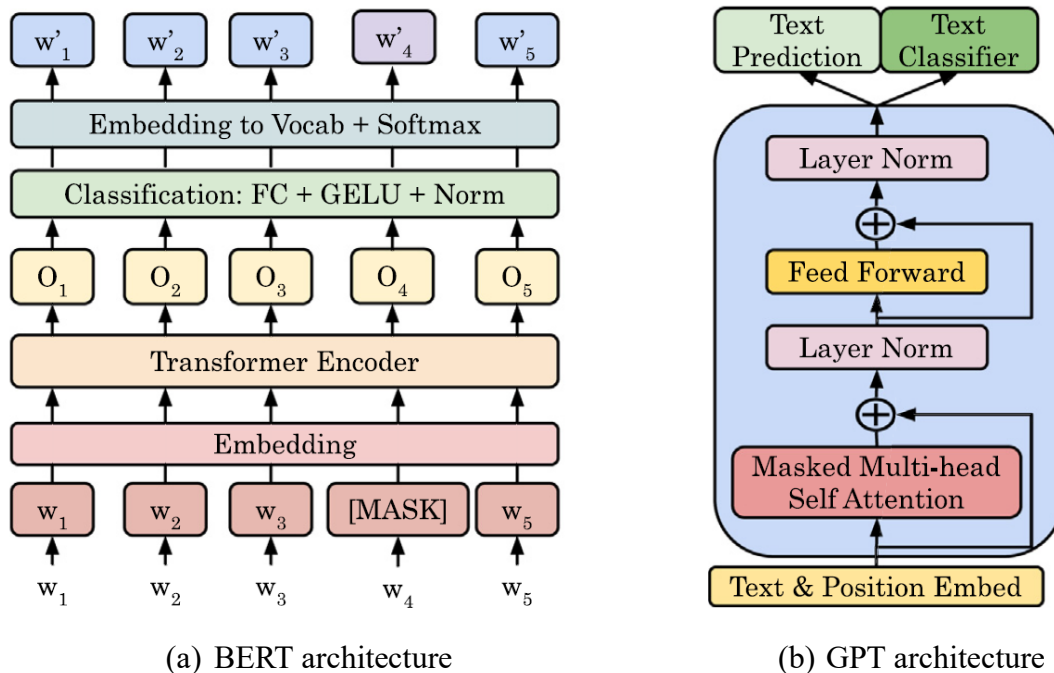 w'₁ w'₂ w'₃ w'₄ w'₅
Embedding to Vocab + Softmax
Classification: FC + GELU + Norm
O₁ O₂ O₃ O₄ O₅
Transformer Encoder
Embedding
w₁ w₂ w₃ [MASK] w₅
w₁ w₂ w₃ w₄ w₅
(a) BERT architecture
Text
Prediction
Text
Classifier
Layer Norm
Feed Forward
Layer Norm
Masked Multi-head
Self Attention
Text & Position Embed
(b) GPT architecture